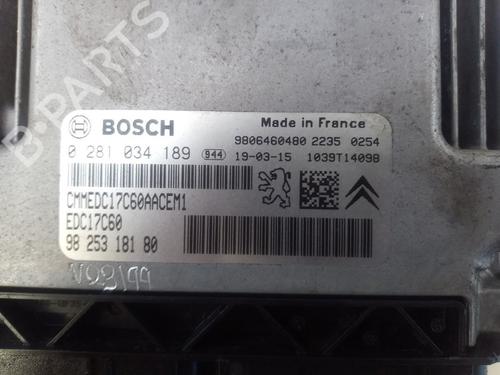 B-PARTS
BOSCH
Made in France
0 281 034 189 944
9806460480 2235 0254
19-03-15 1039T14098
CMMEDC17C60AACEM1
EDC17C60
98 253 181 80